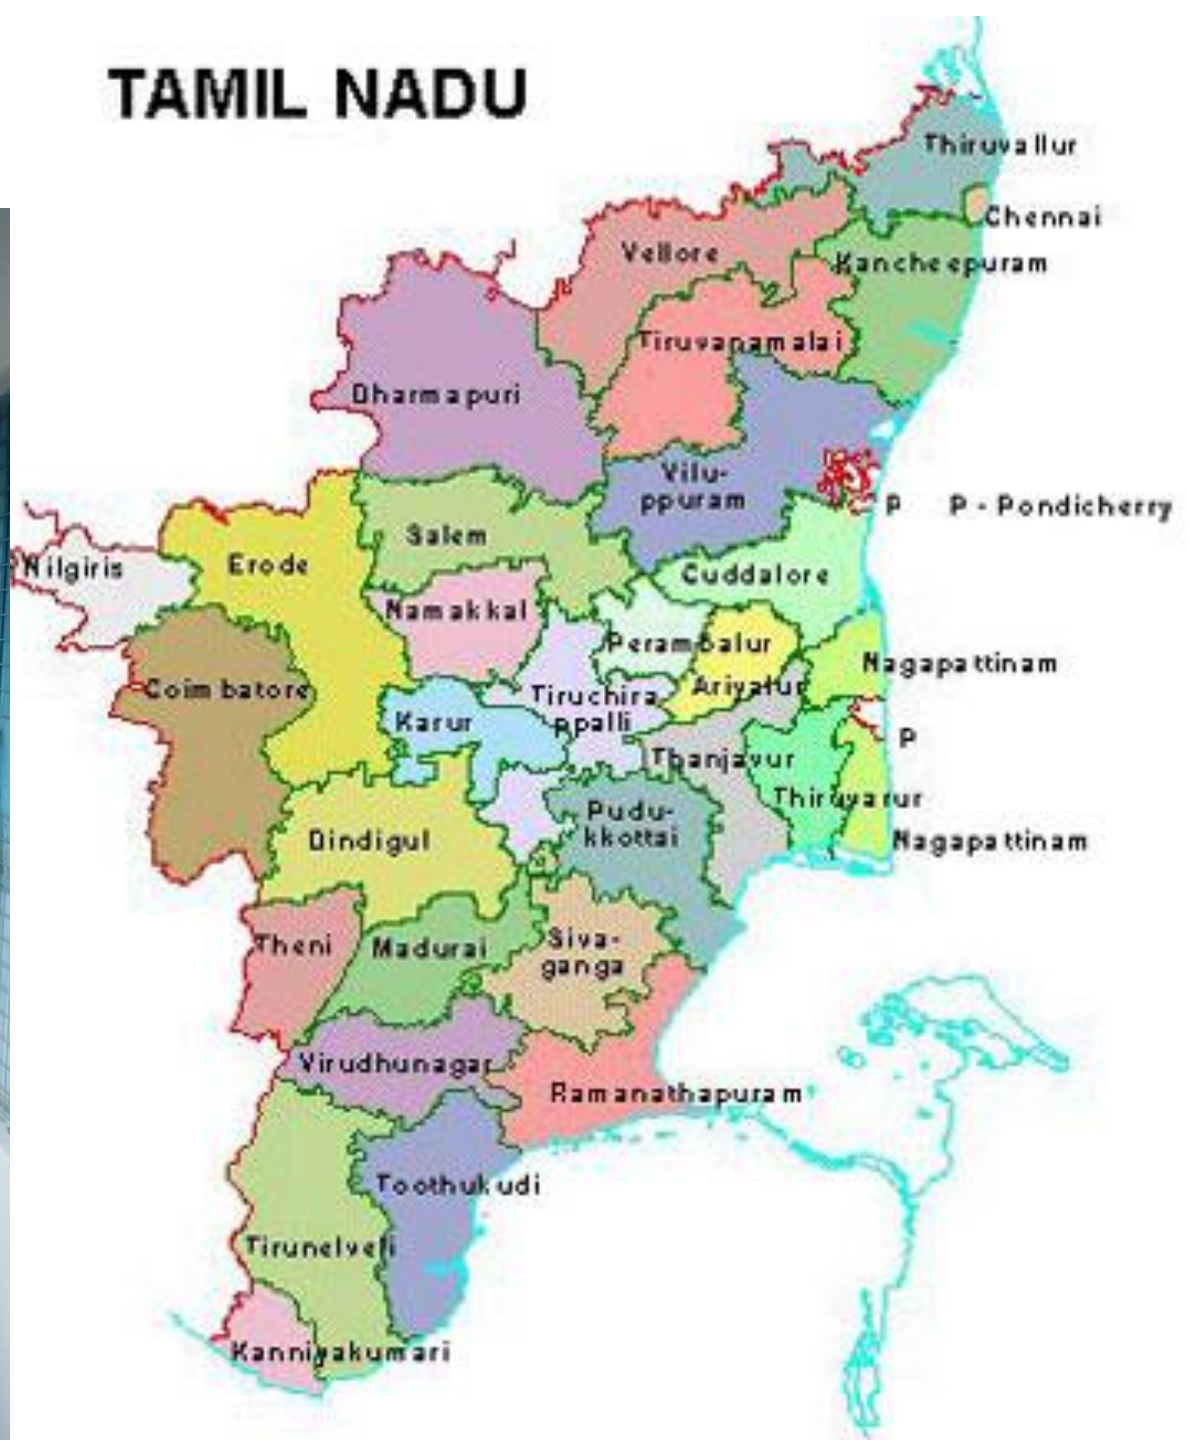 TAMIL NADU
Thiruvallur
Chennai
Vellore
Kancheepuram
Tiruvanamalai
Dharmapuri
Vilu-
ppuram
P
P - Pondicherry
Salem
Erode
Nilgiris
Cuddalore
Namakkal
Perambalur
Nagapattinam
Coimbatore
Ariyalur
Tiruchira
ppalli
Karur
P
Thanjavur
Thiruvarur
Pudu-
kkottai
Dindigul
Nagapattinam
Theni
Madurai
Siva-
ganga
Virudhunagar
Ramanathapuram
Toothukudi
Tirunelveli
Kanniyakumari